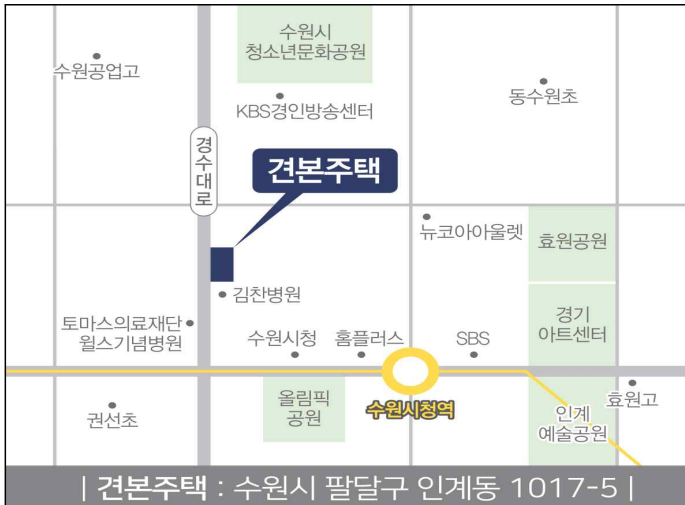 수원시
청소년문화공원
수원공업고
동수원초
KBS경인방송센터
경수대로
견본주택
뉴코아아울렛
효원공원
김찬병원
토마스의료재단
윌스기념병원
수원시청
홈플러스
SBS
경기
아트센터
올림픽
공원
수원시청역
권선초
인계
예술공원
효원고
| 견본주택 : 수원시 팔달구 인계동 1017-5 |